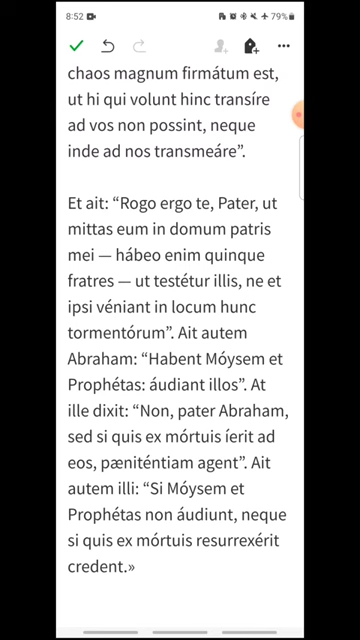 8:52
79%
chaos magnum firmátum est,
ut hi qui volunt hinc transíre
ad vos non possint, neque
inde ad nos transmeáre”.
Et ait: “Rogo ergo te, Pater, ut
mittas eum in domum patris
mei — hábeo enim quinque
fratres — ut testétur illis, ne et
ipsi véniant in locum hunc
tormentórum”. Ait autem
Abraham: “Habent Móysem et
Prophétas: áudiant illos”. At
ille dixit: “Non, pater Abraham,
sed si quis ex mórtuis íerit ad
eos, pæniténtiam agent”. Ait
autem illi: “Si Móysem et
Prophétas non áudiunt, neque
si quis ex mórtuis resurrexérit
credent.»